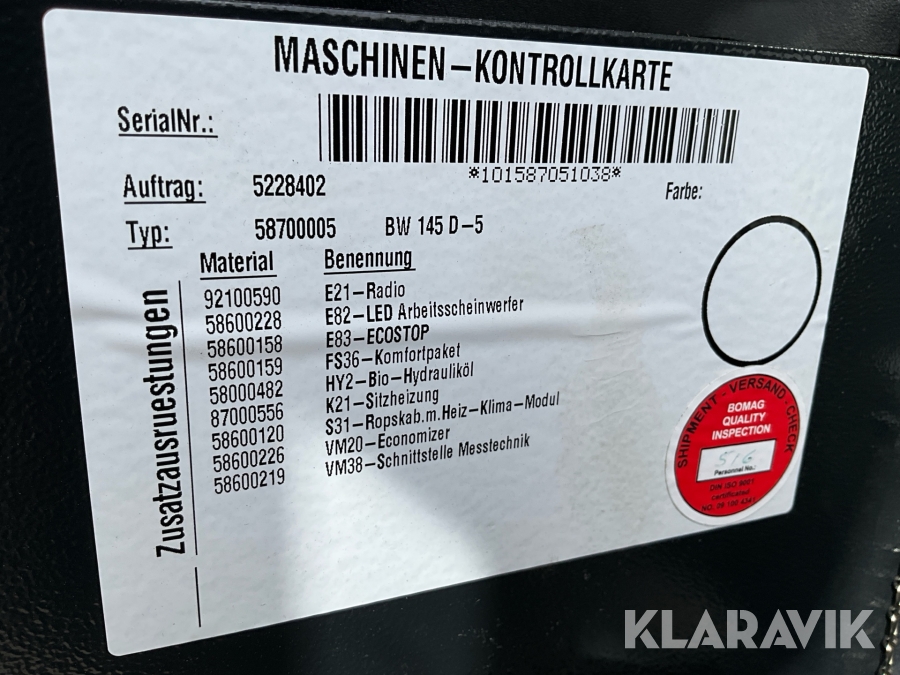 MASCHINEN-KONTROLLKARTE
SerialNr.:
*101587051038*
Auftrag: 5228402 Farbe:
Typ: 58700005 BW 145 D-5
Zusatzausruestungen
Material Benennung
92100590 E21-Radio
58600228 E82-LED Arbeitsscheinwerfer
58600158 E83-ECOSTOP
58600159 FS36-Komfortpaket
58000482 HY2-Bio-Hydrauliköl
87000556 K21-Sitzheizung
58600120 S31-Ropskab.m.Heiz-Klima-Modul
58600226 VM20-Economizer
58600219 VM38-Schnittstelle Messtechnik
SHIPMENT-VERSAND-CHECK
BOMAG
QUALITY
INSPECTION
Personnel No.:
DIN ISO 9001
certificated
KLARAVIK